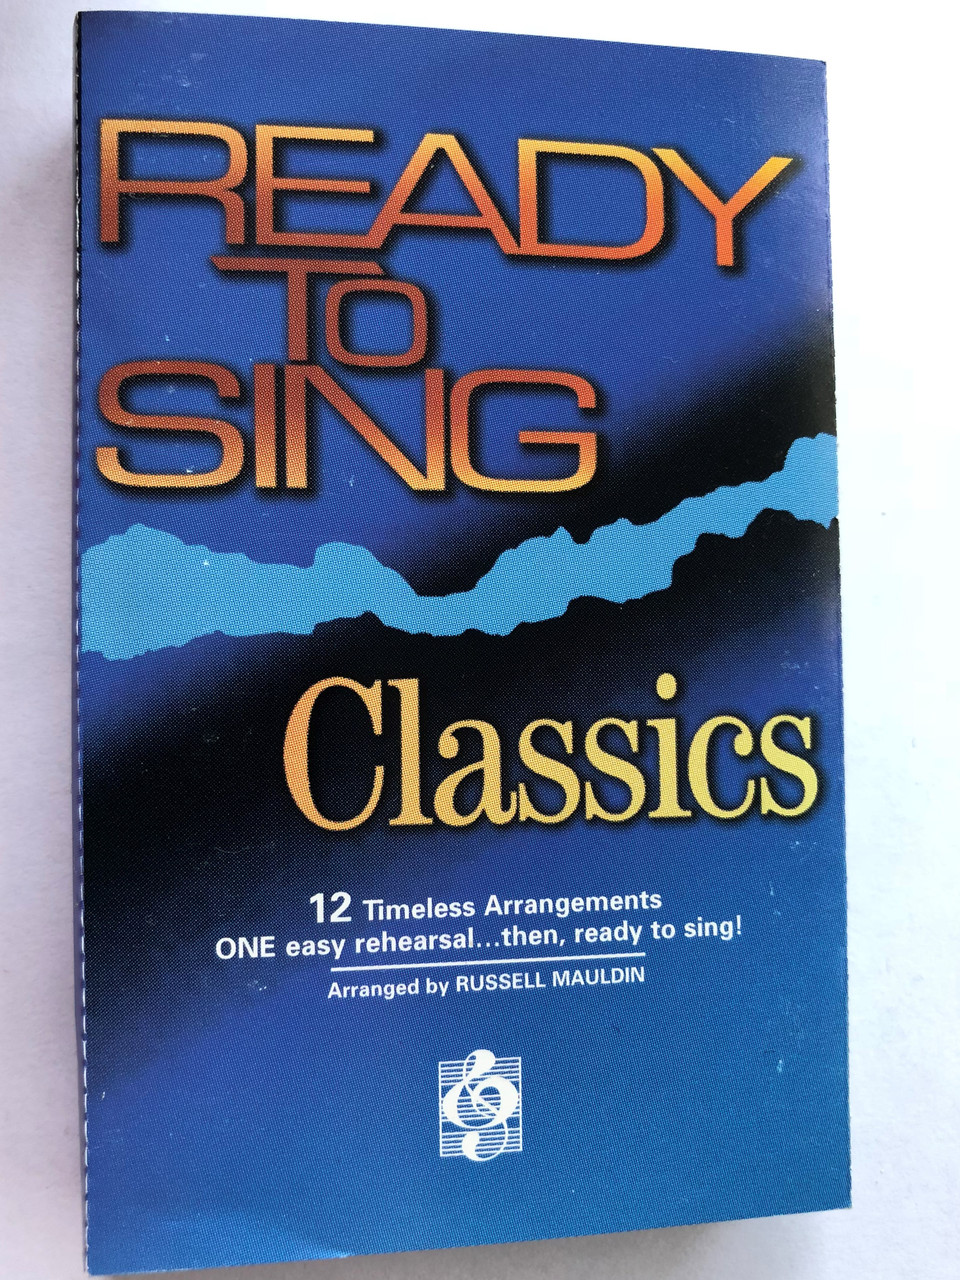 READY
TO
SING
Classics
12 Timeless Arrangements
ONE easy rehearsal...then, ready to sing!
Arranged by RUSSELL MAULDIN